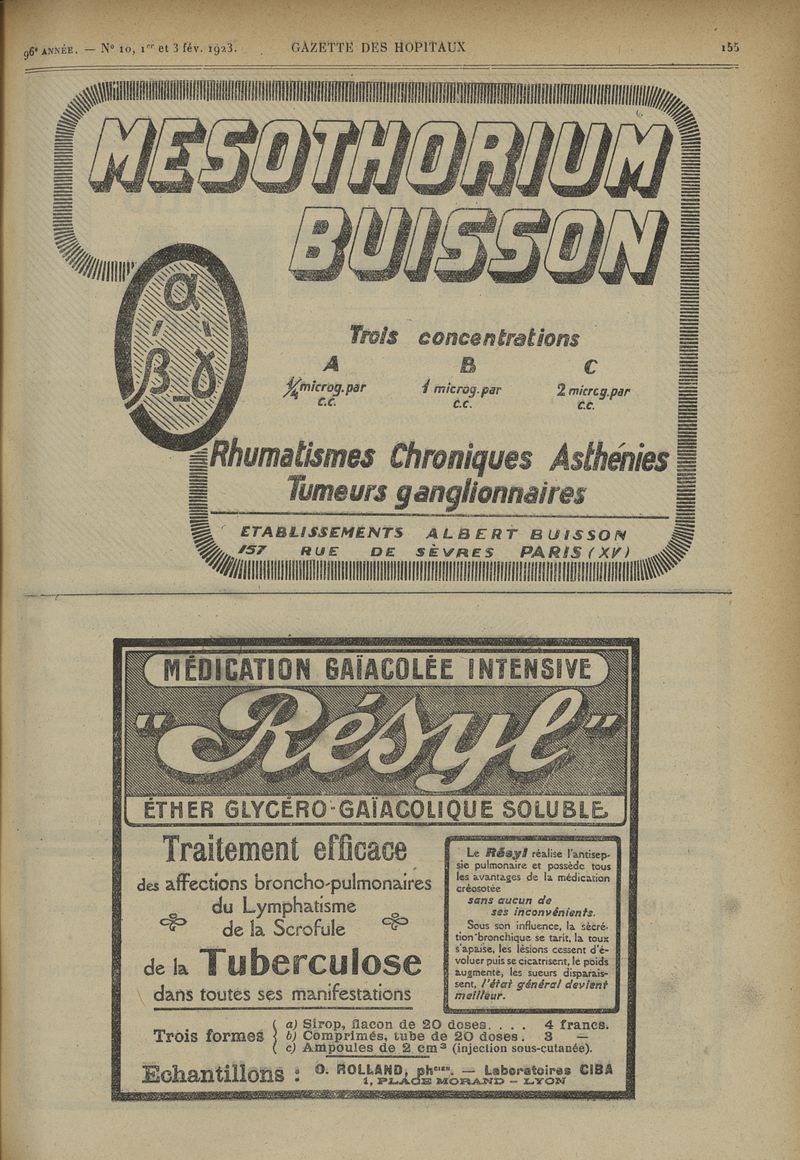 96e ANNÉE. — No 10, 1er et 3 fév. 1923.
GAZETTE DES HOPITAUX
155
MESOTHORIUM
BUISSON
α
β _ γ
Trois concentrations
A B C
1/4 microg. par 1 microg. par 2 microg. par
c.c. c.c. c.c.
Rhumatismes Chroniques Asthénies
Tumeurs ganglionnaires
ETABLISSEMENTS ALBERT BUISSON
157 RUE DE SÈVRES PARIS (XV)
MÉDICATION GAÏACOLÉE INTENSIVE
"Résyl"
ÉTHER GLYCÉRO-GAÏACOLIQUE SOLUBLE
Traitement efficace
des affections broncho-pulmonaires
du Lymphatisme
de la Scrofule
de la Tuberculose
dans toutes ses manifestations
Le Résyl réalise l'antisep-
sie pulmonaire et possède tous
les avantages de la médication
créosotée
sans aucun de
ses inconvénients.
Sous son influence, la sécré-
tion bronchique se tarit, la toux
s'apaise, les lésions cessent d'é-
voluer puis se cicatrisent, le poids
augmente, les sueurs disparais-
sent, l'état général devient
meilleur.
Trois formes
a) Sirop, flacon de 20 doses. . . . 4 francs.
b) Comprimés, tube de 20 doses . 3 —
c) Ampoules de 2 cm3 (injection sous-cutanée).
Echantillons : O. ROLLAND, phcien. — Laboratoires CIBA
1, PLACE MORAND — LYON